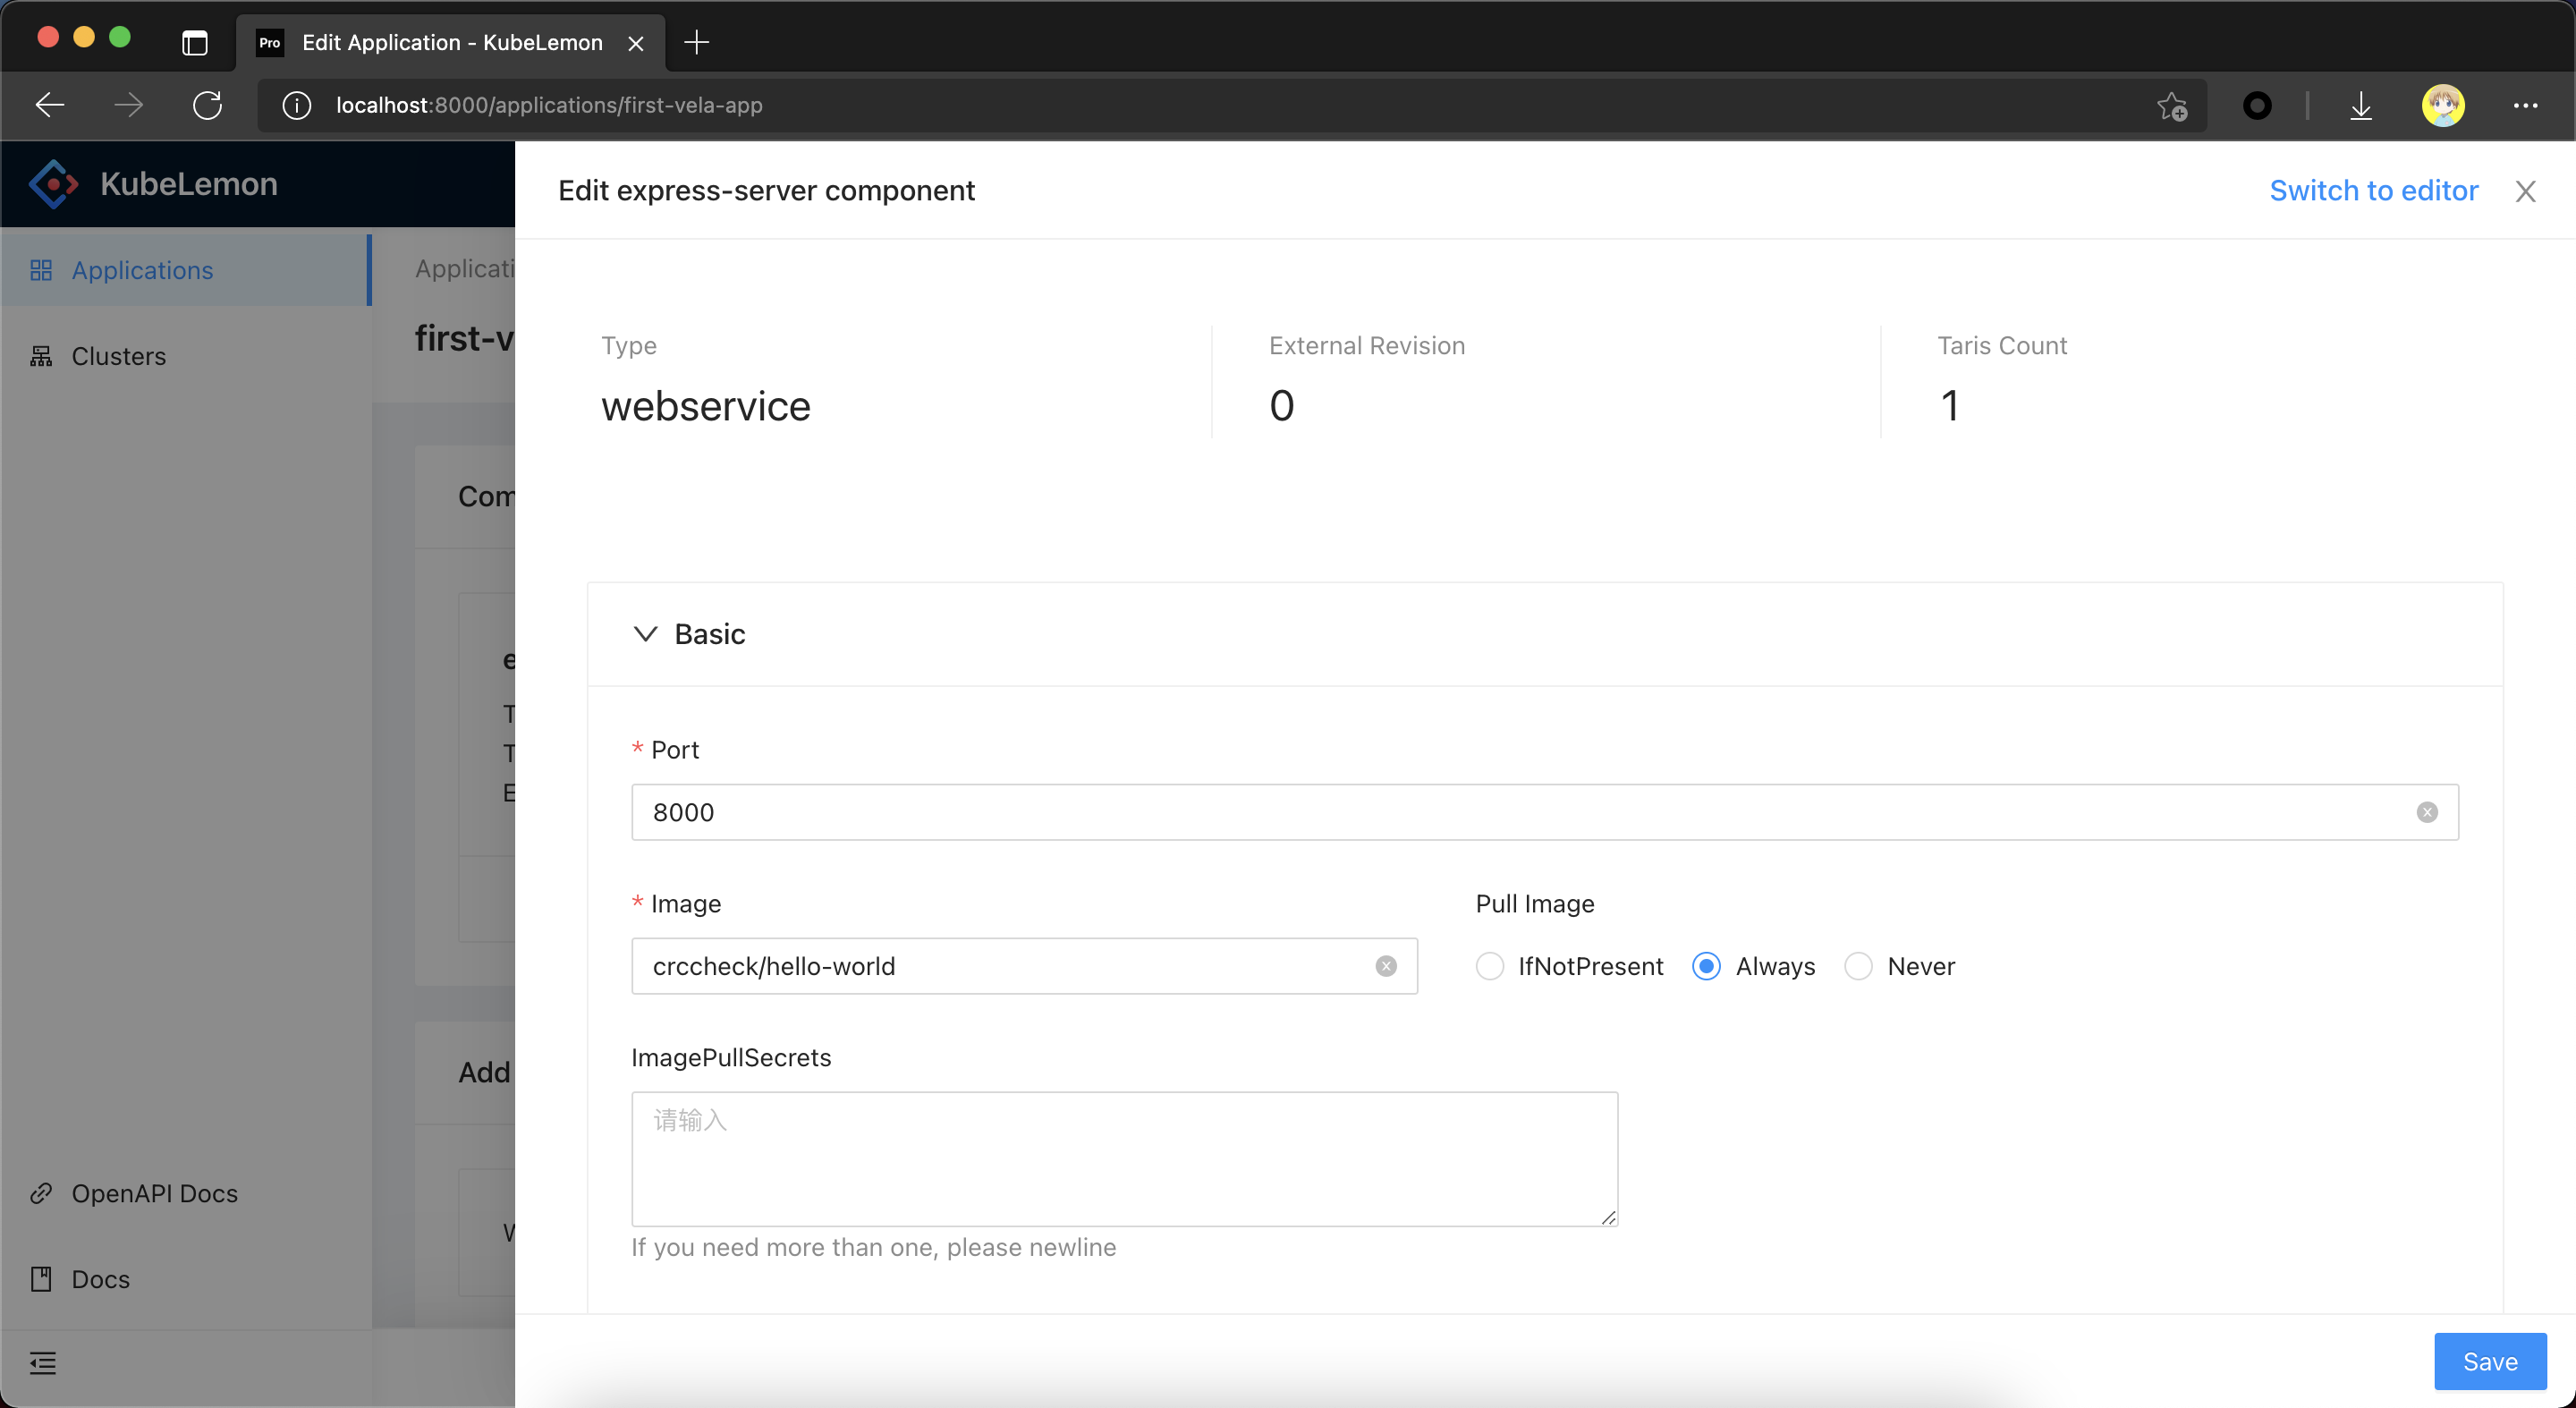 Pro Edit Application - KubeLemon
localhost:8000/applications/first-vela-app
KubeLemon
Applications
Clusters
OpenAPI Docs
Docs
Applicati
first-v
Com
e
T
T
E
Add
W
Edit express-server component
Switch to editor
Type
webservice
External Revision
0
Taris Count
1
Basic
* Port
8000
* Image
crccheck/hello-world
Pull Image
IfNotPresent Always Never
ImagePullSecrets
请输入
If you need more than one, please newline
Save